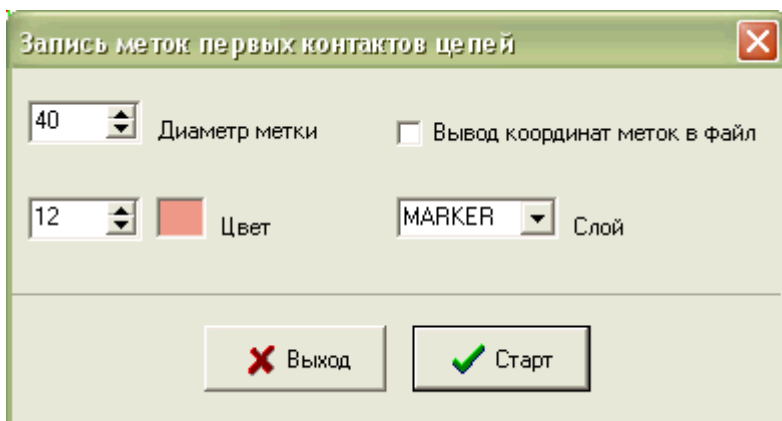 Запись меток первых контактов цепей
40 Диаметр метки Вывод координат меток в файл
12 Цвет MARKER Слой
Выход Старт